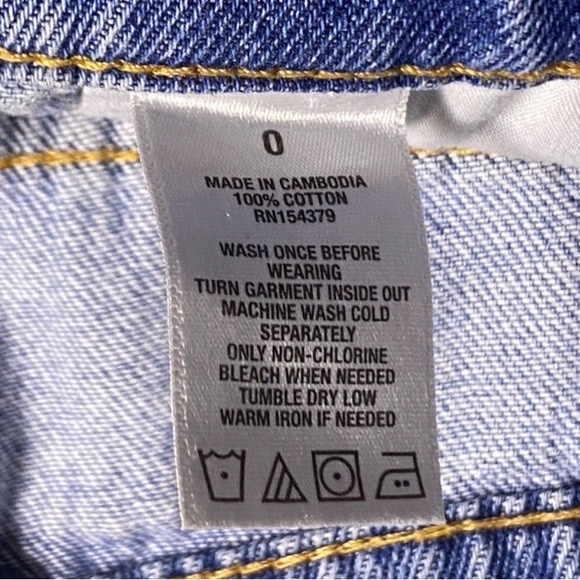 0
MADE IN CAMBODIA
100% COTTON
RN154379
WASH ONCE BEFORE
WEARING
TURN GARMENT INSIDE OUT
MACHINE WASH COLD
SEPARATELY
ONLY NON-CHLORINE
BLEACH WHEN NEEDED
TUMBLE DRY LOW
WARM IRON IF NEEDED